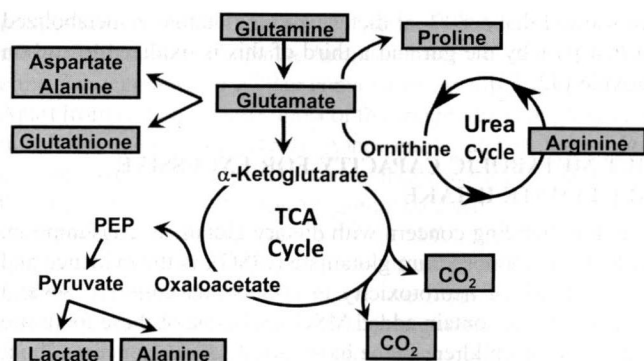 Glutamine
Proline
Aspartate
Alanine
Glutamate
Glutathione
Ornithine
Urea
Cycle
Arginine
α-Ketoglutarate
TCA
Cycle
PEP
Pyruvate
Oxaloacetate
CO2
CO2
Lactate
Alanine